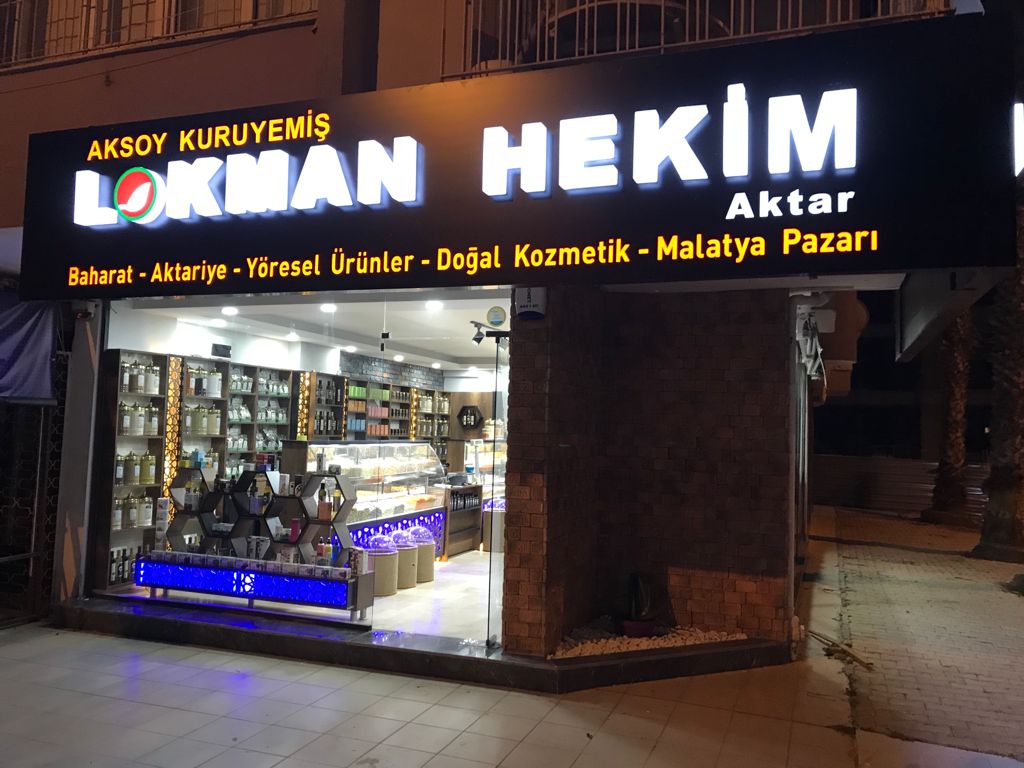 AKSOY KURUYEMİŞ
LOKMAN HEKİM
Aktar
Baharat - Aktariye - Yöresel Ürünler - Doğal Kozmetik - Malatya Pazarı